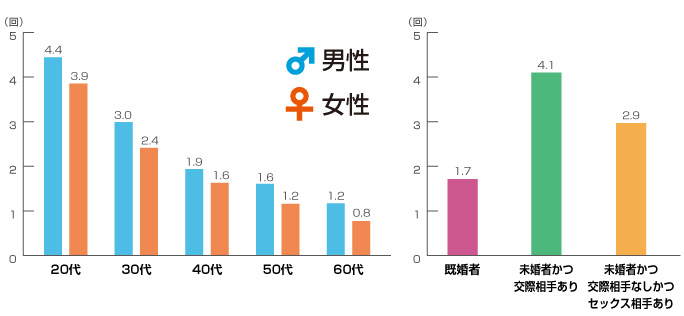 (回)
5
4
3
2
1
0
4.4
3.9
3.0
2.4
1.9
1.6
1.6
1.2
1.2
0.8
男性
女性
20代
30代
40代
50代
60代
(回)
5
4
3
2
1
0
1.7
4.1
2.9
既婚者
未婚者かつ
交際相手あり
未婚者かつ
交際相手なしかつ
セックス相手あり